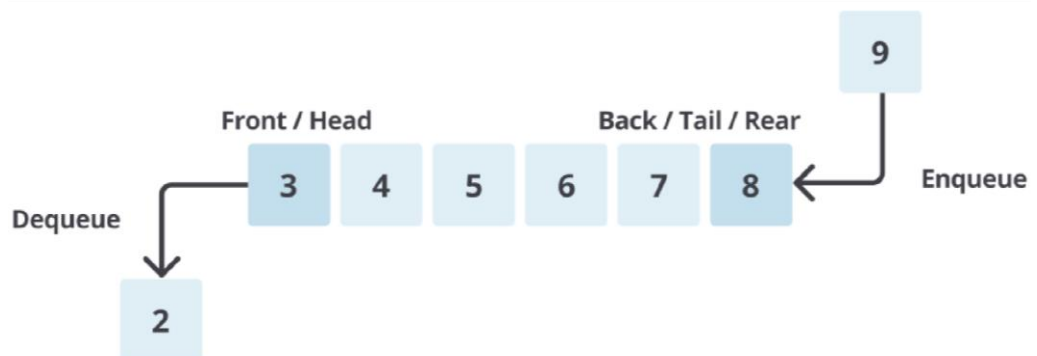 9
Front / Head
Back / Tail / Rear
3 4 5 6 7 8
Enqueue
Dequeue
2